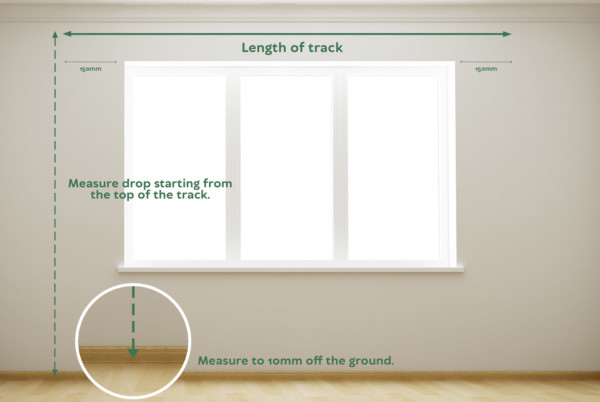 Length of track
150mm
150mm
Measure drop starting from
the top of the track.
Measure to 10mm off the ground.